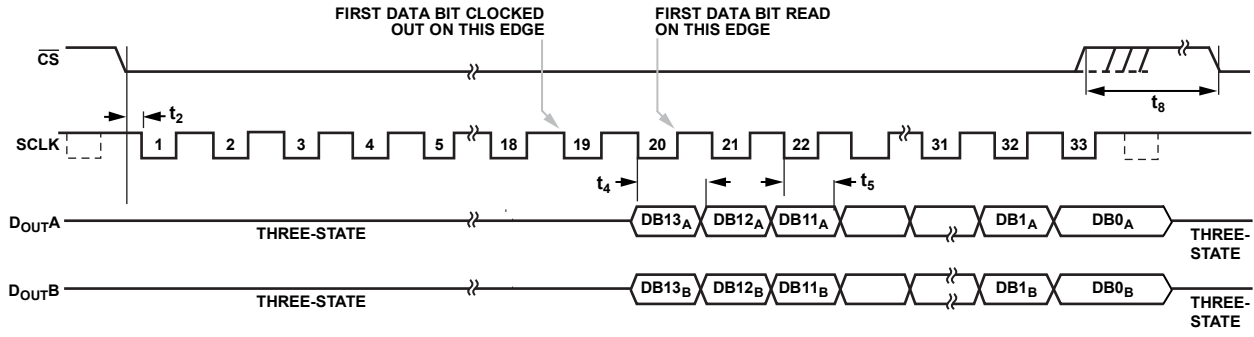 FIRST DATA BIT CLOCKED
OUT ON THIS EDGE
FIRST DATA BIT READ
ON THIS EDGE
CS
t8
t2
SCLK
1 2 3 4 5 18 19 20 21 22 31 32 33
t4
t5
DOUTA
THREE-STATE
DB13A DB12A DB11A DB1A DB0A
THREE-
STATE
DOUTB
THREE-STATE
DB13B DB12B DB11B DB1B DB0B
THREE-
STATE